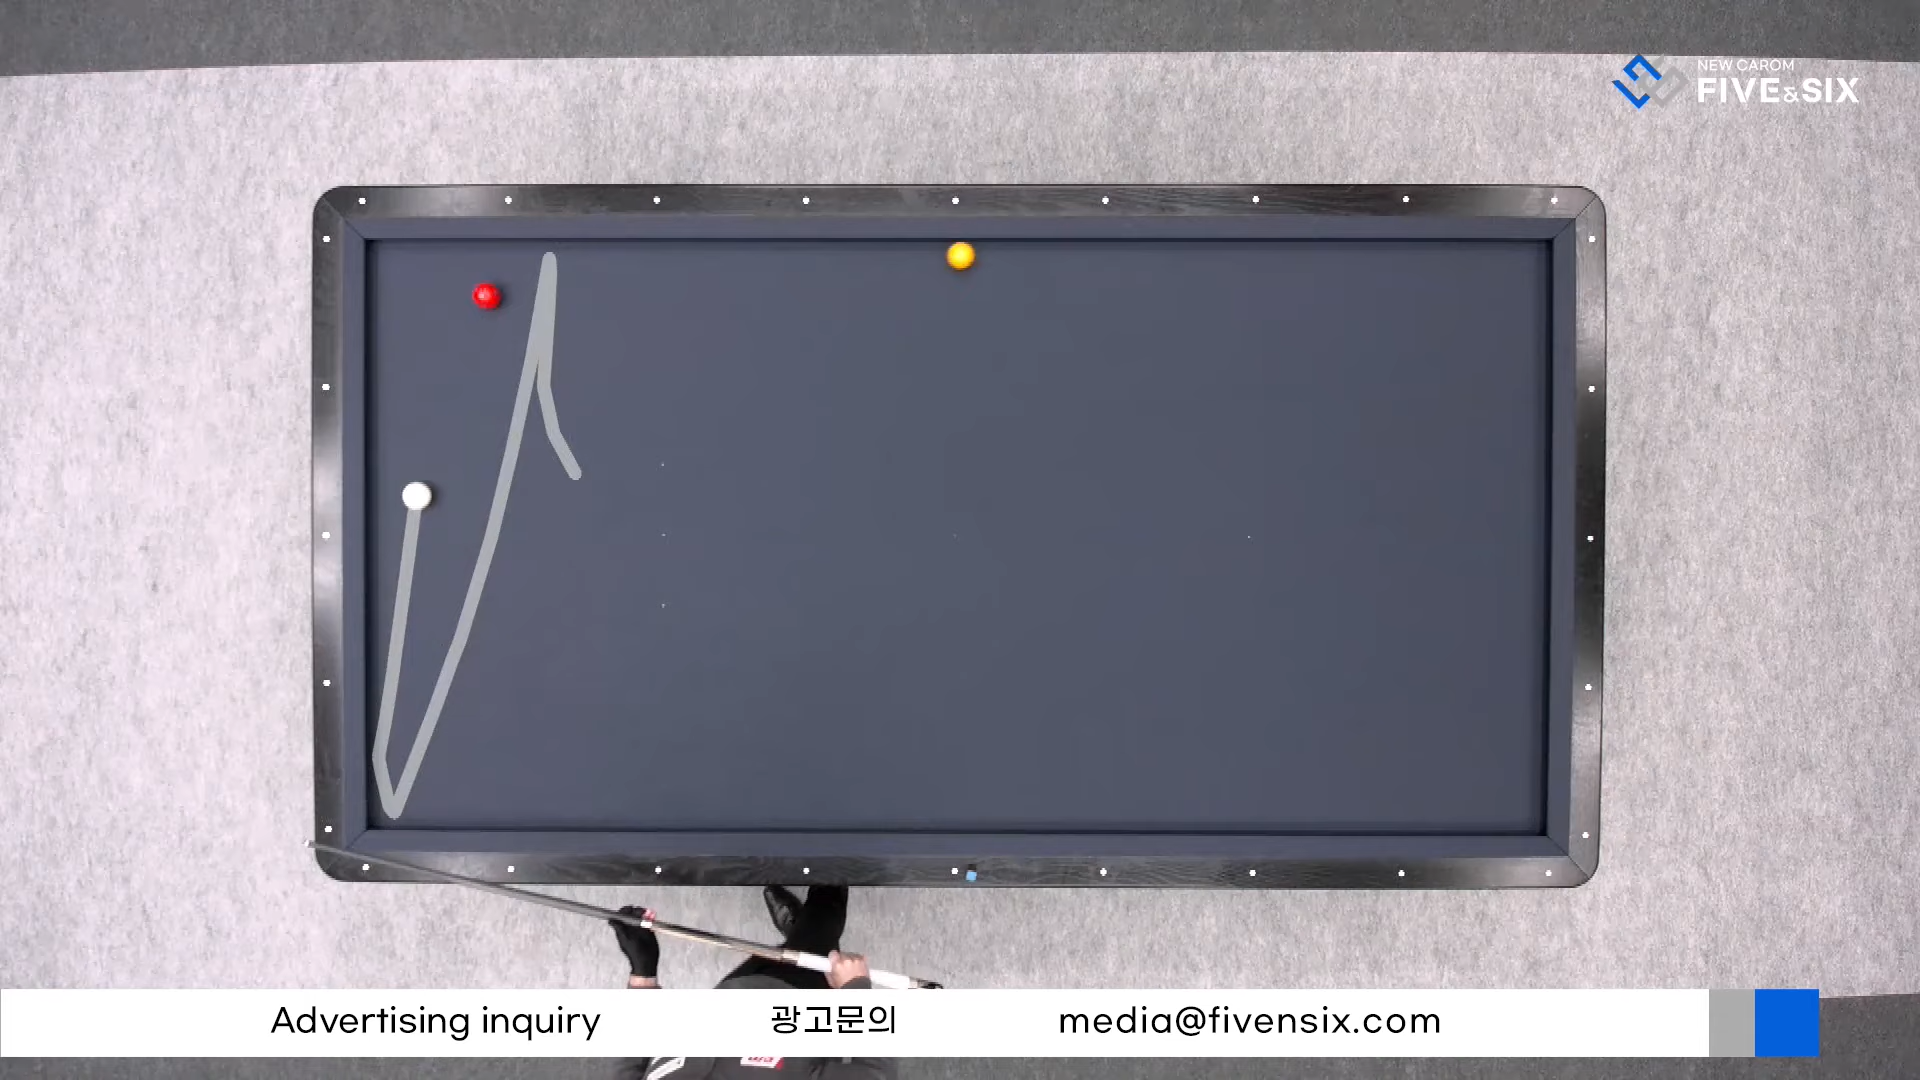 NEW CAROM
FIVE&SIX
Advertising inquiry 광고문의 media@fivensix.com